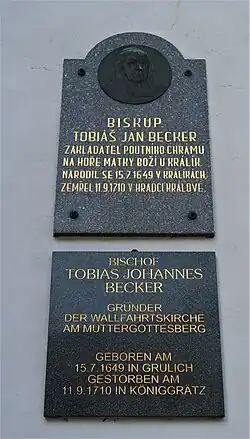 BISKUP
TOBIÁŠ JAN BECKER
ZAKLADATEL POUTNÍHO CHRÁMU
NA HOŘE MATKY BOŽÍ U KRÁLÍK.
NARODIL SE 15.7.1649 V KRÁLÍKÁCH,
ZEMŘEL 11.9.1710 V HRADCI KRÁLOVÉ.
BISCHOF
TOBIAS JOHANNES
BECKER
GRÜNDER
DER WALLFAHRTSKIRCHE
AM MUTTERGOTTESBERG
GEBOREN AM
15.7.1649 IN GRULICH
GESTORBEN AM
11.9.1710 IN KÖNIGGRÄTZ